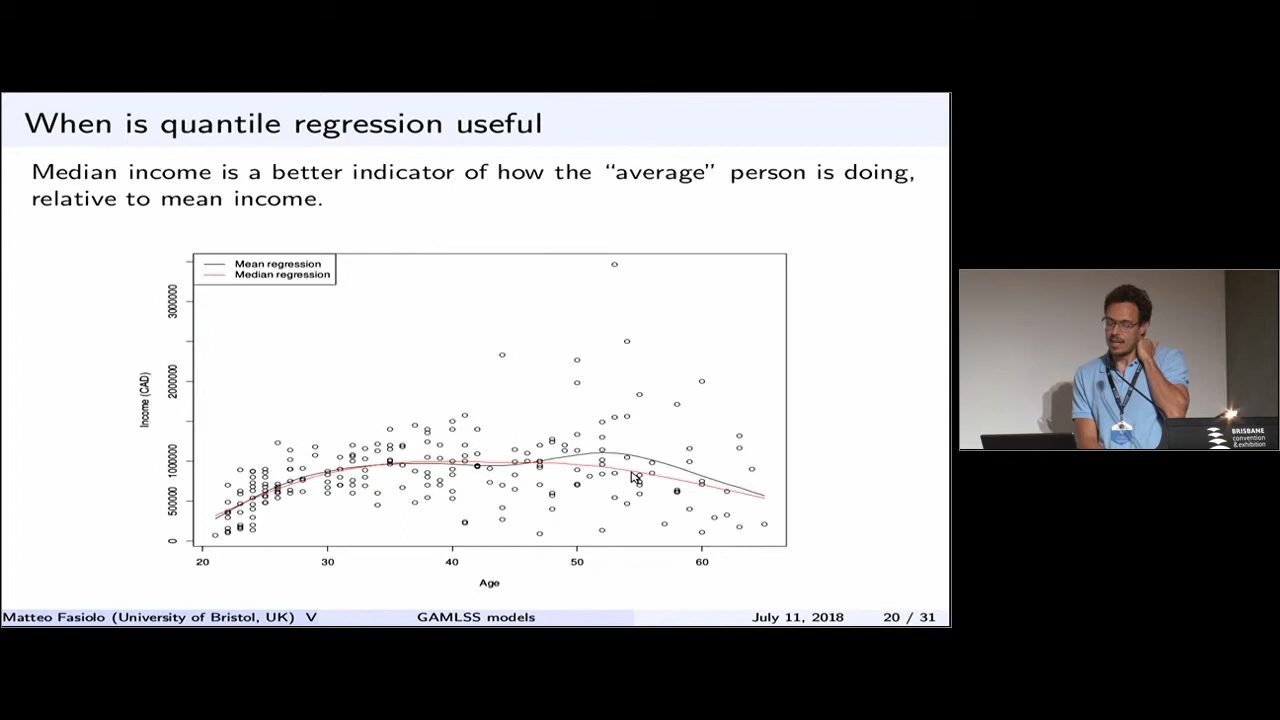 When is quantile regression useful
Median income is a better indicator of how the “average” person is doing,
relative to mean income.
Mean regression
Median regression
Income (CAD)
3000000
2000000
1000000
500000
0
20 30 40 50 60
Age
Matteo Fasiolo (University of Bristol, UK) V GAMLSS models July 11, 2018 20 / 31
BRISBANE
convention
& exhibition